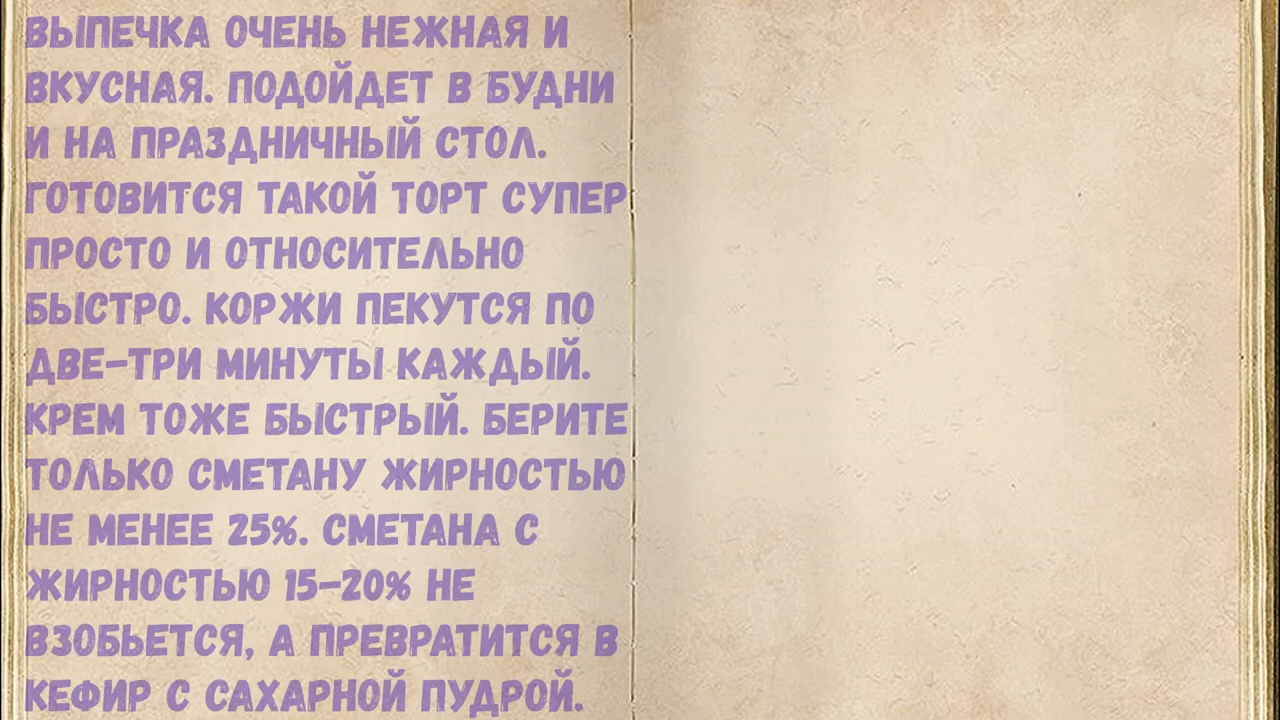 ВЫПЕЧКА ОЧЕНЬ НЕЖНАЯ И
ВКУСНАЯ. ПОДОЙДЕТ В БУДНИ
И НА ПРАЗДНИЧНЫЙ СТОЛ.
ГОТОВИТСЯ ТАКОЙ ТОРТ СУПЕР
ПРОСТО И ОТНОСИТЕЛЬНО
БЫСТРО. КОРЖИ ПЕКУТСЯ ПО
ДВЕ-ТРИ МИНУТЫ КАЖДЫЙ.
КРЕМ ТОЖЕ БЫСТРЫЙ. БЕРИТЕ
ТОЛЬКО СМЕТАНУ ЖИРНОСТЬЮ
НЕ МЕНЕЕ 25%. СМЕТАНА С
ЖИРНОСТЬЮ 15-20% НЕ
ВЗОБЬЕТСЯ, А ПРЕВРАТИТСЯ В
КЕФИР С САХАРНОЙ ПУДРОЙ.